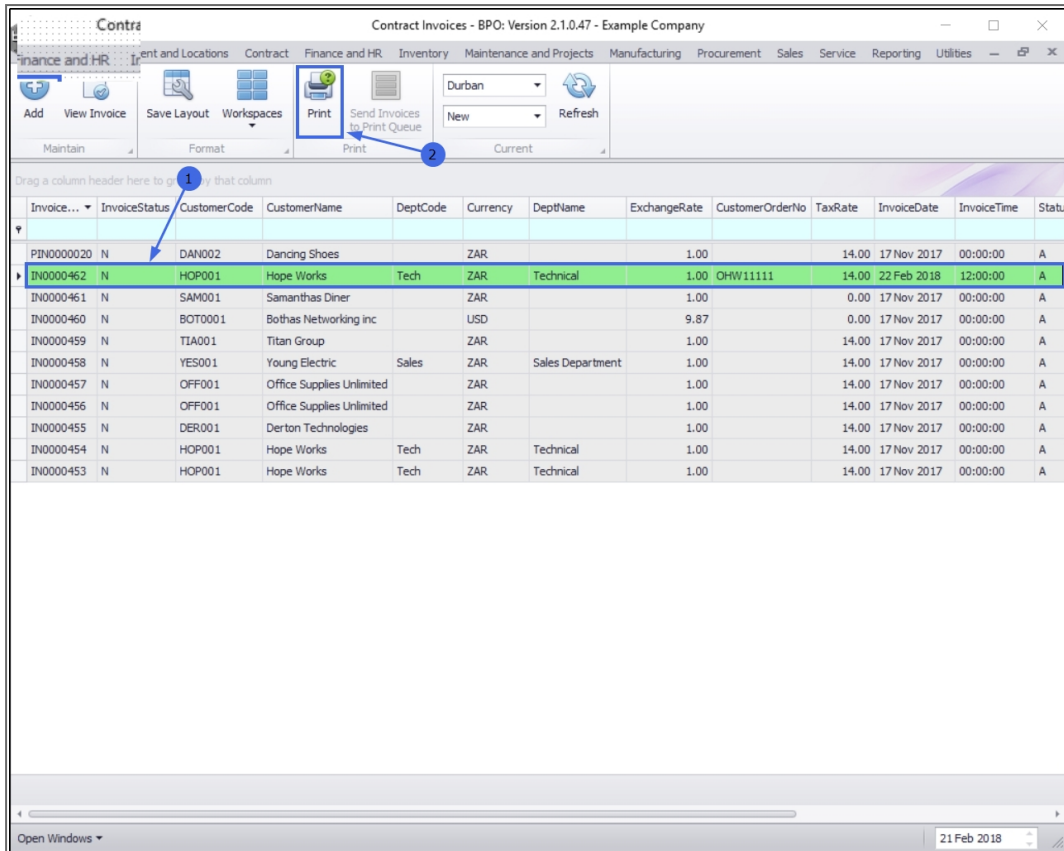 Contra
Contract Invoices - BPO: Version 2.1.0.47 - Example Company
Finance and HR ent and Locations Contract Finance and HR Inventory Maintenance and Projects Manufacturing Procurement Sales Service Reporting Utilities
Add View Invoice Save Layout Workspaces Print Send Invoices to Print Queue Durban New Refresh
Maintain Format Print Current
2
1
Drag a column header here to gr by that column
Invoice... InvoiceStatus CustomerCode CustomerName DeptCode Currency DeptName ExchangeRate CustomerOrderNo TaxRate InvoiceDate InvoiceTime Statu
PIN0000020 N DAN002 Dancing Shoes ZAR 1.00 14.00 17 Nov 2017 00:00:00 A
IN0000462 N HOP001 Hope Works Tech ZAR Technical 1.00 OHW11111 14.00 22 Feb 2018 12:00:00 A
IN0000461 N SAM001 Samanthas Diner ZAR 1.00 0.00 17 Nov 2017 00:00:00 A
IN0000460 N BOT0001 Bothas Networking inc USD 9.87 0.00 17 Nov 2017 00:00:00 A
IN0000459 N TIA001 Titan Group ZAR 1.00 14.00 17 Nov 2017 00:00:00 A
IN0000458 N YES001 Young Electric Sales ZAR Sales Department 1.00 14.00 17 Nov 2017 00:00:00 A
IN0000457 N OFF001 Office Supplies Unlimited ZAR 1.00 14.00 17 Nov 2017 00:00:00 A
IN0000456 N OFF001 Office Supplies Unlimited ZAR 1.00 14.00 17 Nov 2017 00:00:00 A
IN0000455 N DER001 Derton Technologies ZAR 1.00 14.00 17 Nov 2017 00:00:00 A
IN0000454 N HOP001 Hope Works Tech ZAR Technical 1.00 14.00 17 Nov 2017 00:00:00 A
IN0000453 N HOP001 Hope Works Tech ZAR Technical 1.00 14.00 17 Nov 2017 00:00:00 A
Open Windows 21 Feb 2018